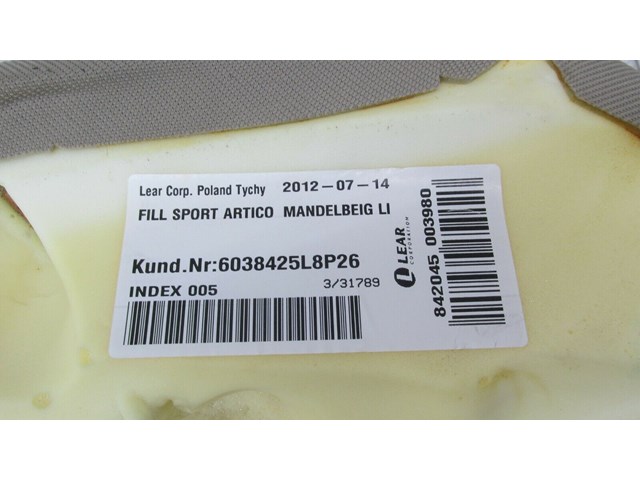 Lear Corp. Poland Tychy 2012-07-14
FILL SPORT ARTICO MANDELBEIG LI
Kund.Nr:6038425L8P26
INDEX 005 3/31789
LEAR
CORPORATION
842045 003980